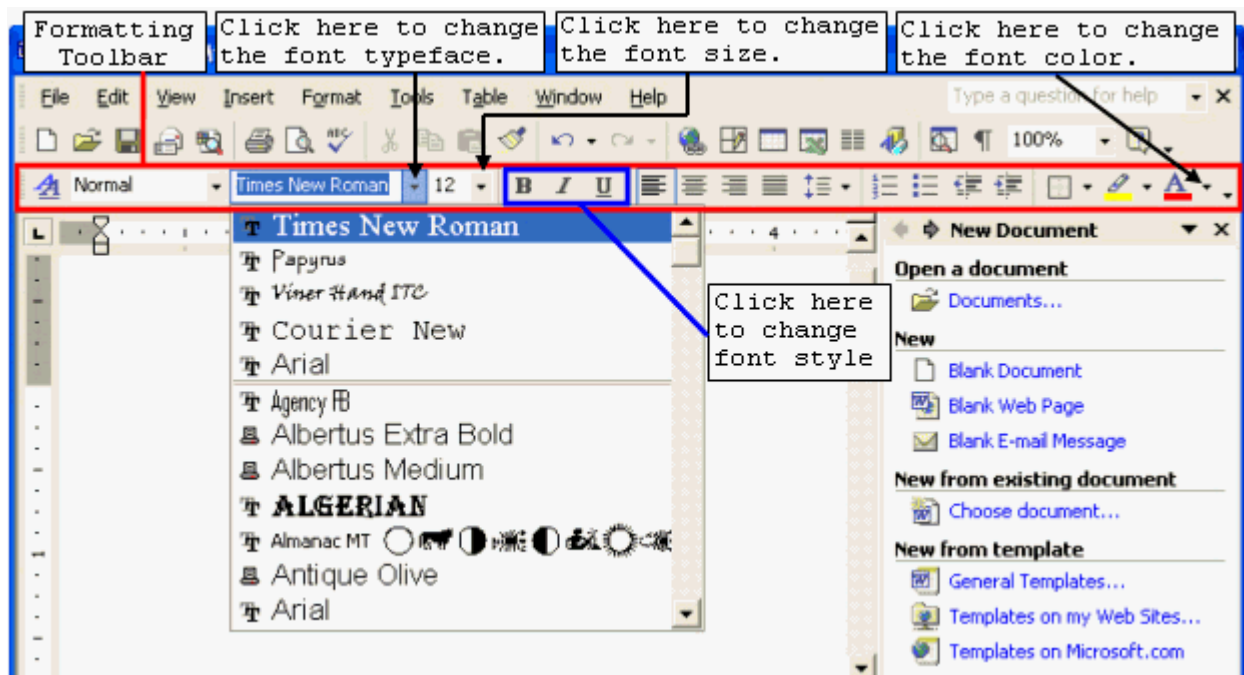 Formatting
Toolbar
Click here to change
the font typeface.
Click here to change
the font size.
Click here to change
the font color.
File Edit View Insert Format Tools Table Window Help
Type a question for help
ABC
100%
Normal
Times New Roman
12
B I U
A
L
4
Times New Roman
Papyrus
Viner Hand ITC
Courier New
Arial
Agency FB
Albertus Extra Bold
Albertus Medium
ALGERIAN
Almanac MT
Antique Olive
Arial
Click here
to change
font style
New Document
Open a document
Documents...
New
Blank Document
Blank Web Page
Blank E-mail Message
New from existing document
Choose document...
New from template
General Templates...
Templates on my Web Sites...
Templates on Microsoft.com